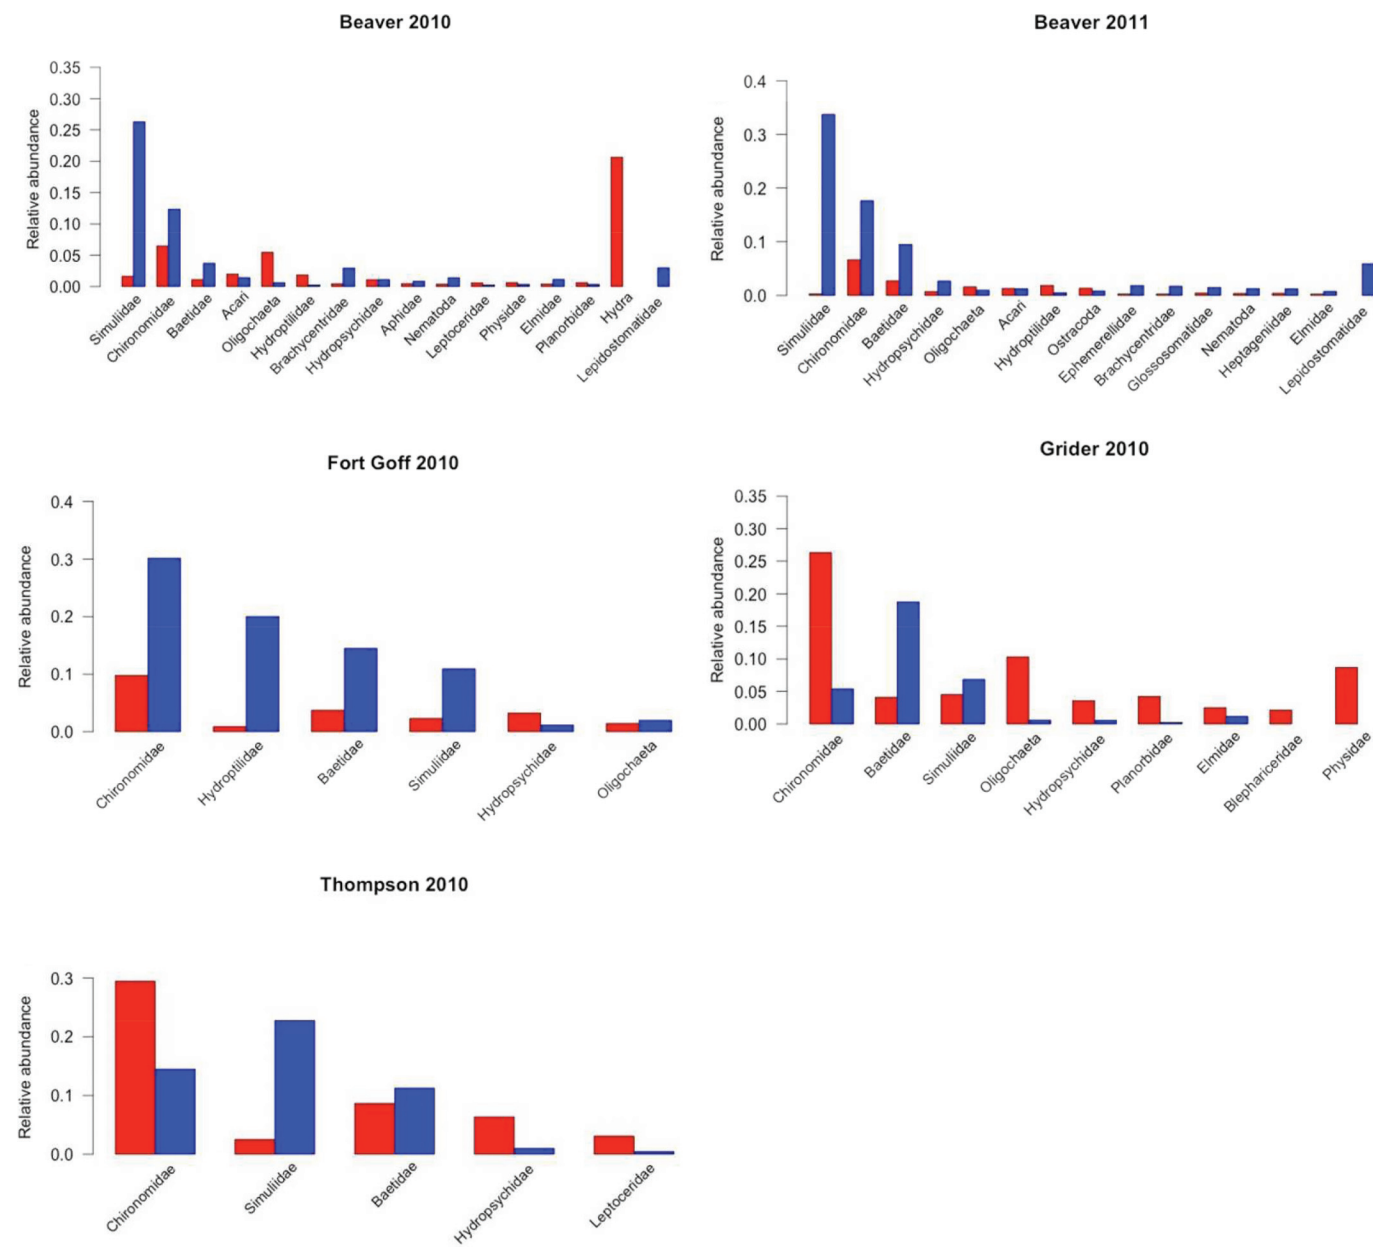 Beaver 2010
Relative abundance
0.35
0.30
0.25
0.20
0.15
0.10
0.05
0.00
Simuliidae
Chironomidae
Baetidae
Acari
Oligochaeta
Hydroptilidae
Brachycentridae
Hydropsychidae
Aphidae
Nematoda
Leptoceridae
Physidae
Elmidae
Planorbidae
Hydra
Lepidostomatidae
Beaver 2011
Relative abundance
0.4
0.3
0.2
0.1
0.0
Simuliidae
Chironomidae
Baetidae
Hydropsychidae
Oligochaeta
Acari
Hydroptilidae
Ostracoda
Ephemerellidae
Brachycentridae
Glossosomatidae
Nematoda
Heptageniidae
Elmidae
Lepidostomatidae
Fort Goff 2010
Relative abundance
0.4
0.3
0.2
0.1
0.0
Chironomidae
Hydroptiliidae
Baetidae
Simuliidae
Hydropsychidae
Oligochaeta
Grider 2010
Relative abundance
0.35
0.30
0.25
0.20
0.15
0.10
0.05
0.00
Chironomidae
Baetidae
Simuliidae
Oligochaeta
Hydropsychidae
Planorbidae
Elmidae
Blephariceridae
Physidae
Thompson 2010
Relative abundance
0.3
0.2
0.1
0.0
Chironomidae
Simuliidae
Baetidae
Hydropsychidae
Leptoceridae